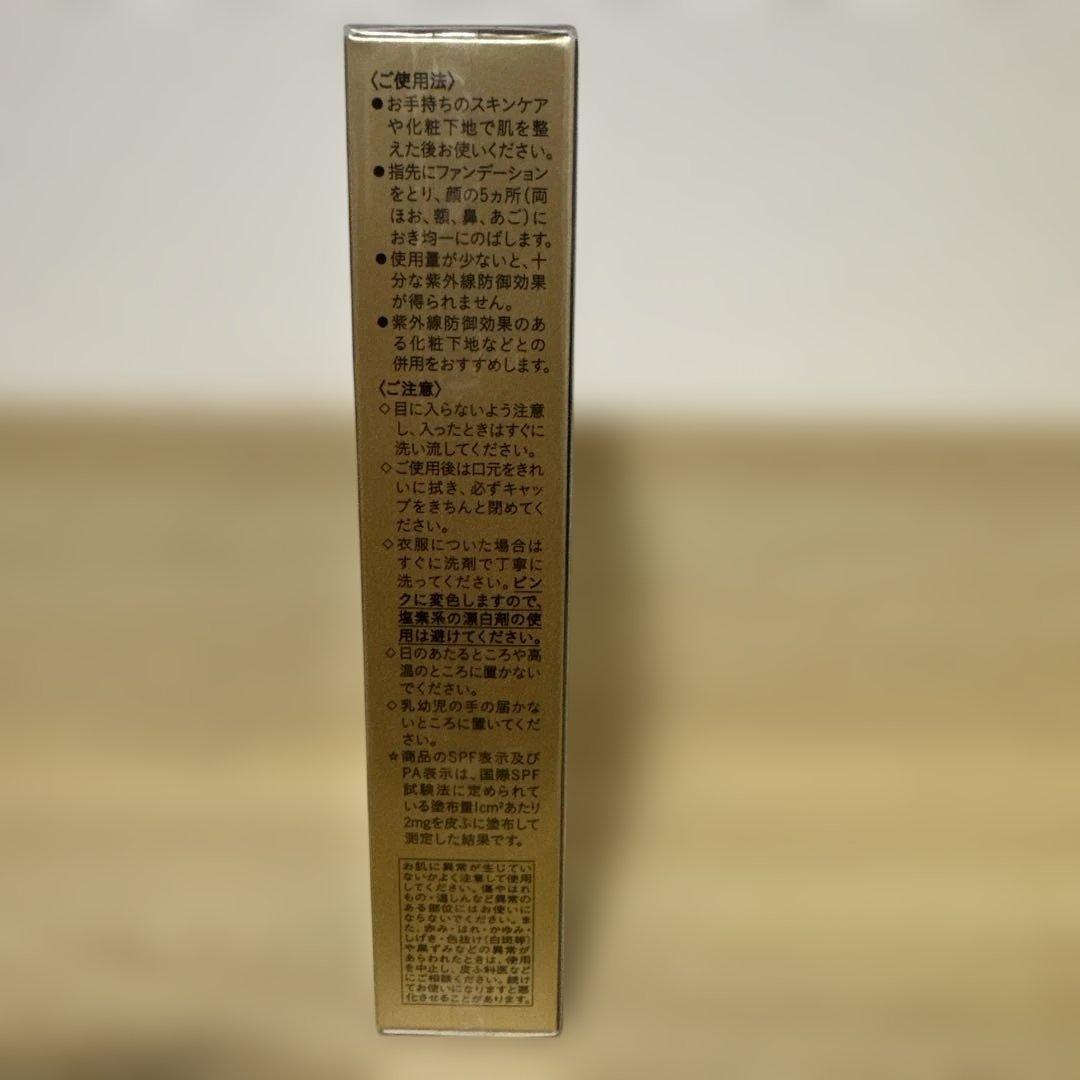 〈ご使用法〉
●お手持ちのスキンケア
や化粧下地で肌を整
えた後お使いください。
●指先にファンデーション
をとり、顔の5ヵ所(両
ほお、額、鼻、あご)に
おき均一にのばします。
●使用量が少ないと、十
分な紫外線防御効果
が得られません。
●紫外線防御効果のあ
る化粧下地などとの
併用をおすすめします。
〈ご注意〉
◇目に入らないよう注意
し、入ったときはすぐに
洗い流してください。
◇ご使用後は口元をきれ
いに拭き、必ずキャッ
プをきちんと閉めてく
ださい。
◇衣服についた場合は
すぐに洗剤で丁寧に
洗ってください。ピン
クに変色しますので、
塩素系の漂白剤の使
用は避けてください。
◇日のあたるところや高
温のところに置かない
でください。
◇乳幼児の手の届かな
いところに置いてくだ
さい。
☆商品のSPF表示及び
PA表示は、国際SPF
試験法に定められて
いる塗布量1cm²あたり
2mgを皮ふに塗布して
測定した結果です。
お肌に異常が生じてい
ないかよく注意して使用
してください。傷やはれ
もの・湿しんなど異常の
ある部位にはお使いに
ならないでください。ま
た、赤み・はれ・かゆみ・
しげき・色抜け(白斑等)
や黒ずみなどの異常が
あらわれたときは、使用
を中止し、皮ふ科医など
にご相談ください。続け
てお使いになりますと悪
化させることがあります。